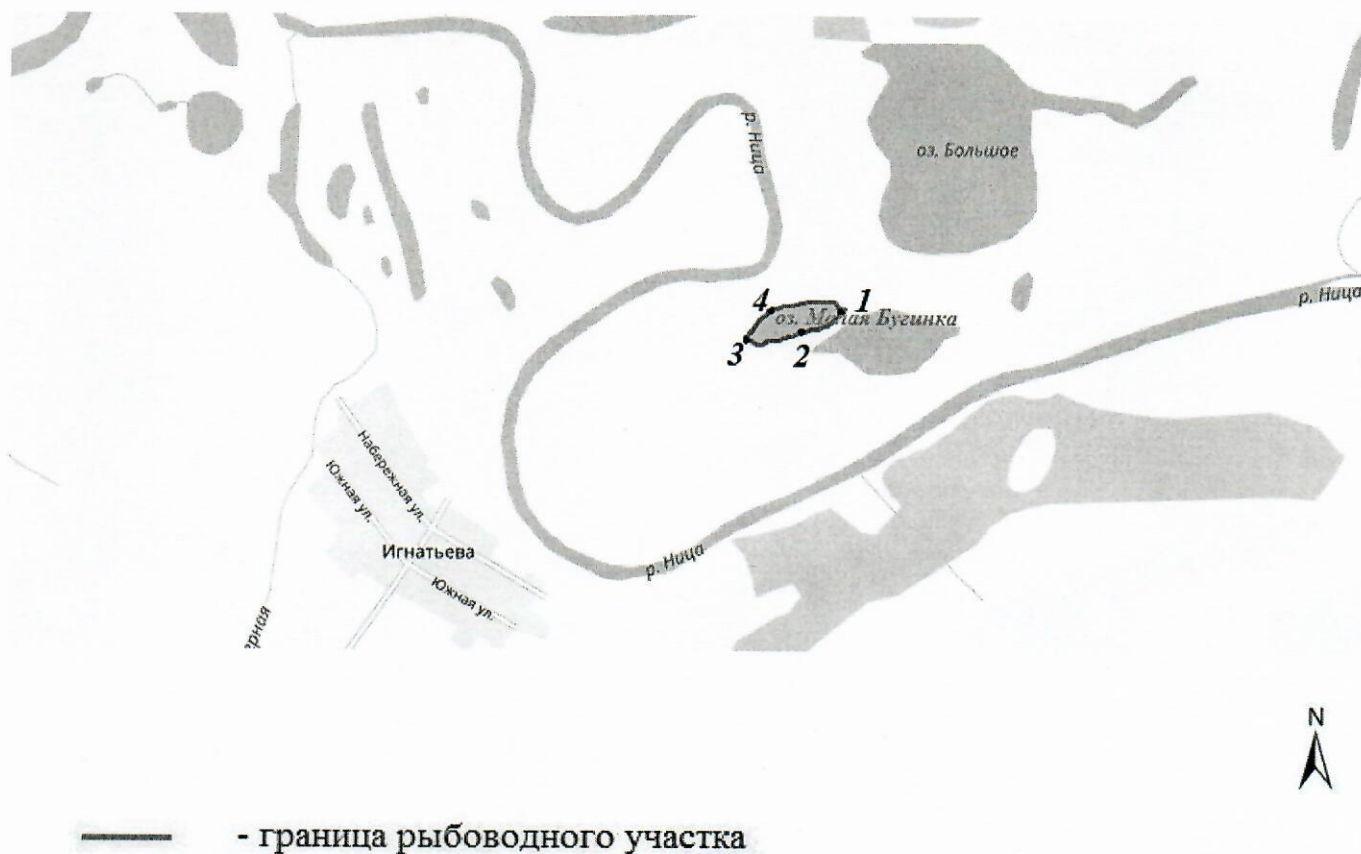 р. Ница
оз. Большое
р. Ница
4
1
оз. Малая Бугинка
3
2
Набережная ул.
Южная ул.
Игнатьева
р. Ница
Южная ул.
ерная
N
- граница рыбоводного участка